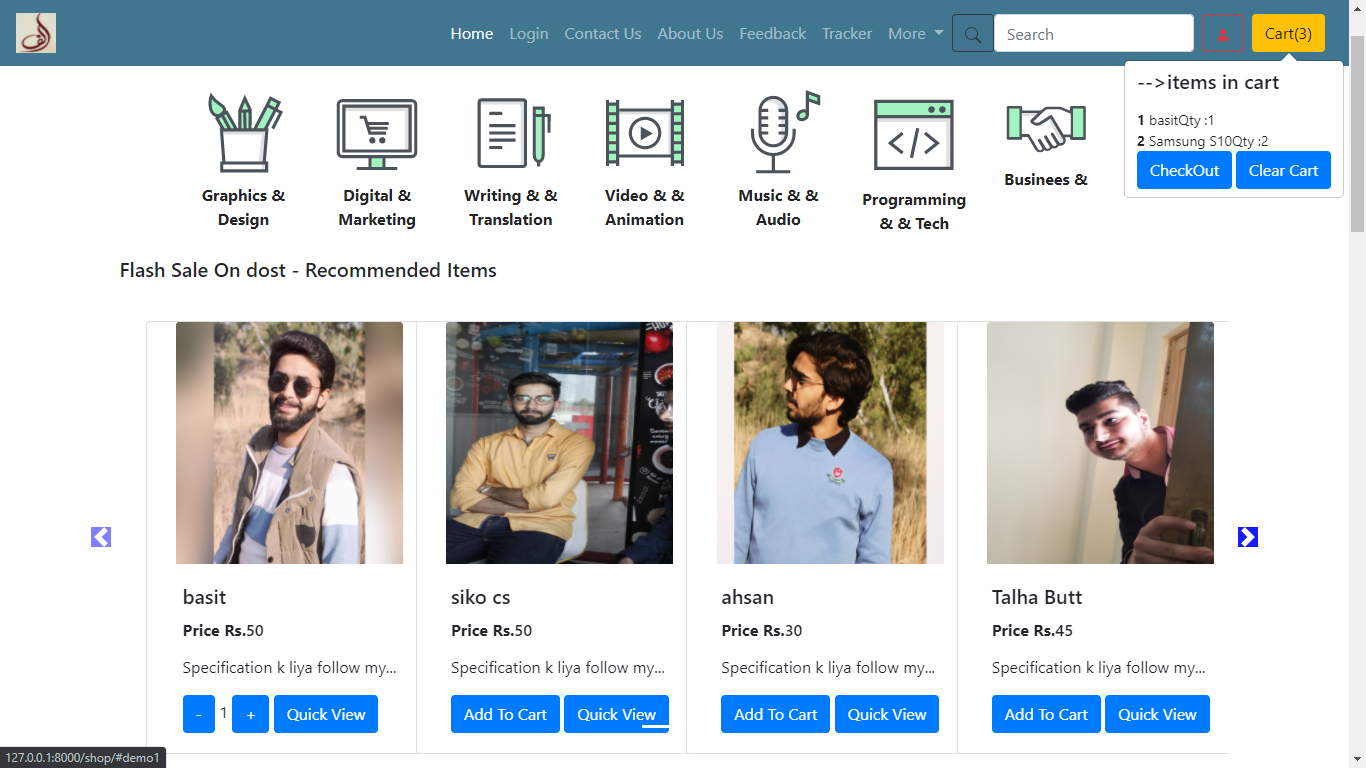 Home Login Contact Us About Us Feedback Tracker More Search Cart(3)
-->items in cart
1 basitQty :1
2 Samsung S10Qty :2
CheckOut Clear Cart
Graphics &
Design
Digital &
Marketing
Writing & &
Translation
Video & &
Animation
Music & &
Audio
Programming
& & Tech
Businees &
Flash Sale On dost - Recommended Items
basit
Price Rs.50
Specification k liya follow my...
- 1 + Quick View
siko cs
Price Rs.50
Specification k liya follow my...
Add To Cart Quick View
ahsan
Price Rs.30
Specification k liya follow my...
Add To Cart Quick View
Talha Butt
Price Rs.45
Specification k liya follow my...
Add To Cart Quick View
127.0.0.1:8000/shop/#demo1